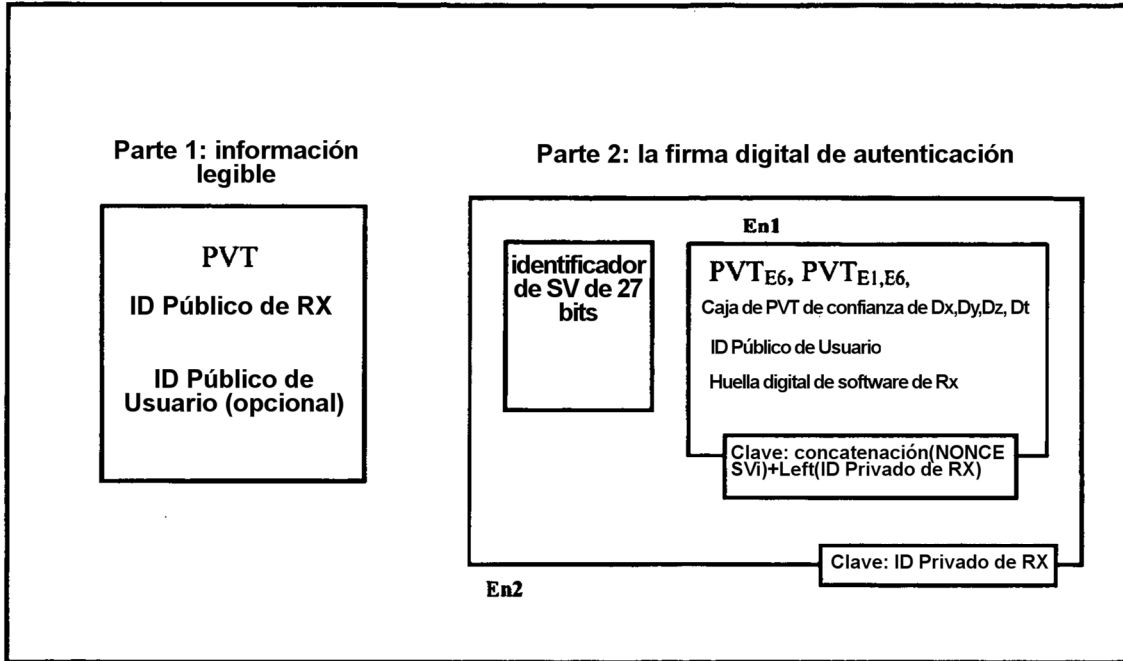 Parte 1: información
legible
PVT
ID Público de RX
ID Público de
Usuario (opcional)
Parte 2: la firma digital de autenticación
En1
identificador
de SV de 27
bits
PVTE6, PVTE1,E6,
Caja de PVT de confianza de Dx,Dy,Dz, Dt
ID Público de Usuario
Huella digital de software de Rx
Clave: concatenación(NONCE
SVi)+Left(ID Privado de RX)
Clave: ID Privado de RX
En2